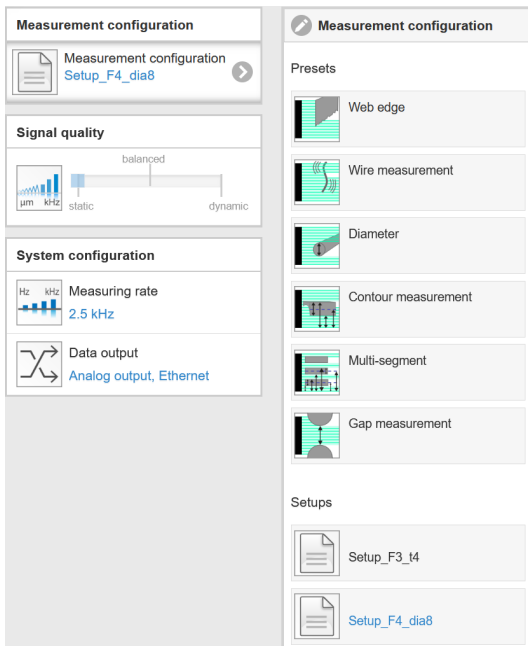 Measurement configuration
Measurement configuration
Setup_F4_dia8
Signal quality
balanced
µm kHz
static
dynamic
System configuration
Hz kHz
Measuring rate
2.5 kHz
Data output
Analog output, Ethernet
Measurement configuration
Presets
Web edge
Wire measurement
Diameter
Contour measurement
Multi-segment
Gap measurement
Setups
Setup_F3_t4
Setup_F4_dia8